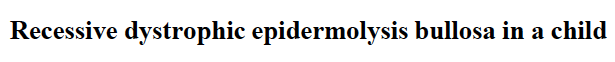 Recessive dystrophic epidermolysis bullosa in a child